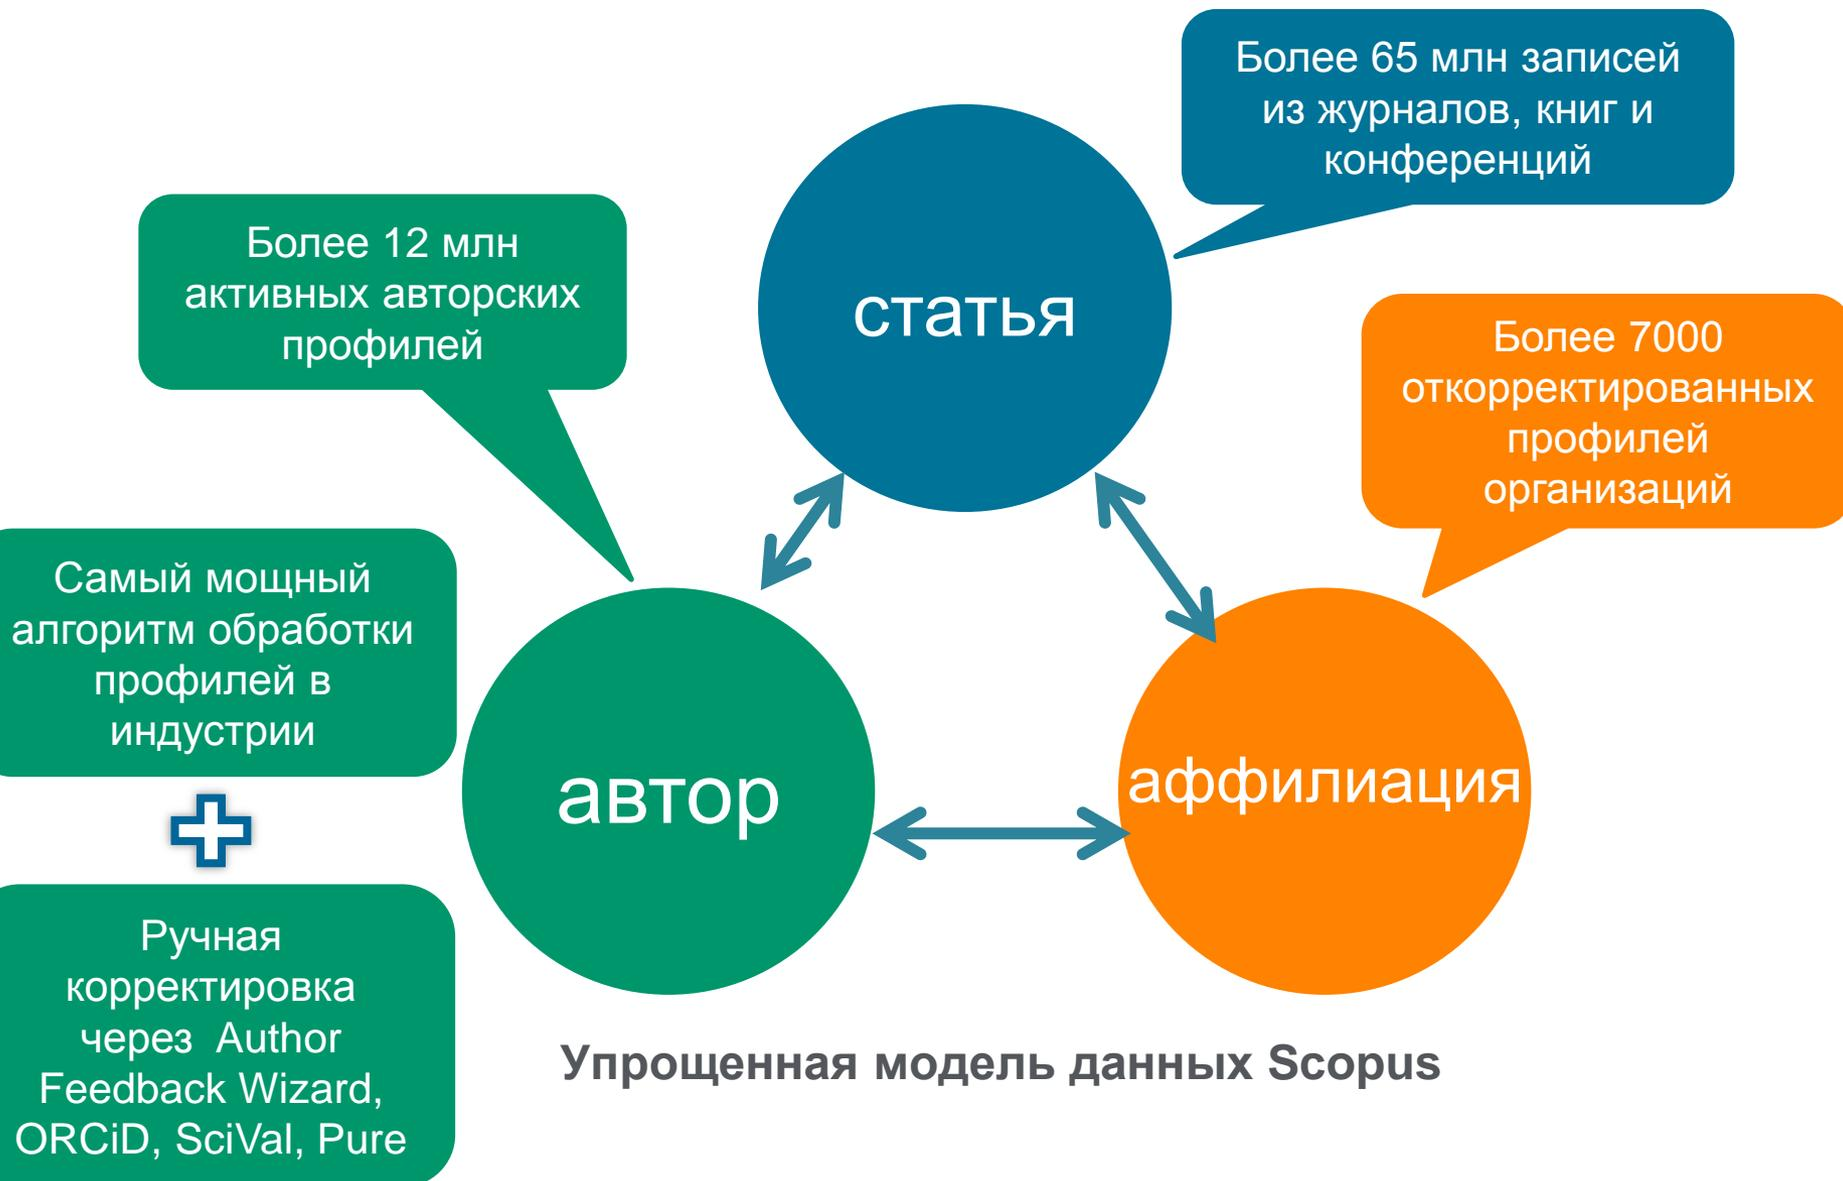 Более 65 млн записей
из журналов, книг и
конференций
Более 12 млн
активных авторских
профилей
статья
Более 7000
откорректированных
профилей
организаций
Самый мощный
алгоритм обработки
профилей в
индустрии
автор
аффилиация
Ручная
корректировка
через Author
Feedback Wizard,
ORCiD, SciVal, Pure
Упрощенная модель данных Scopus